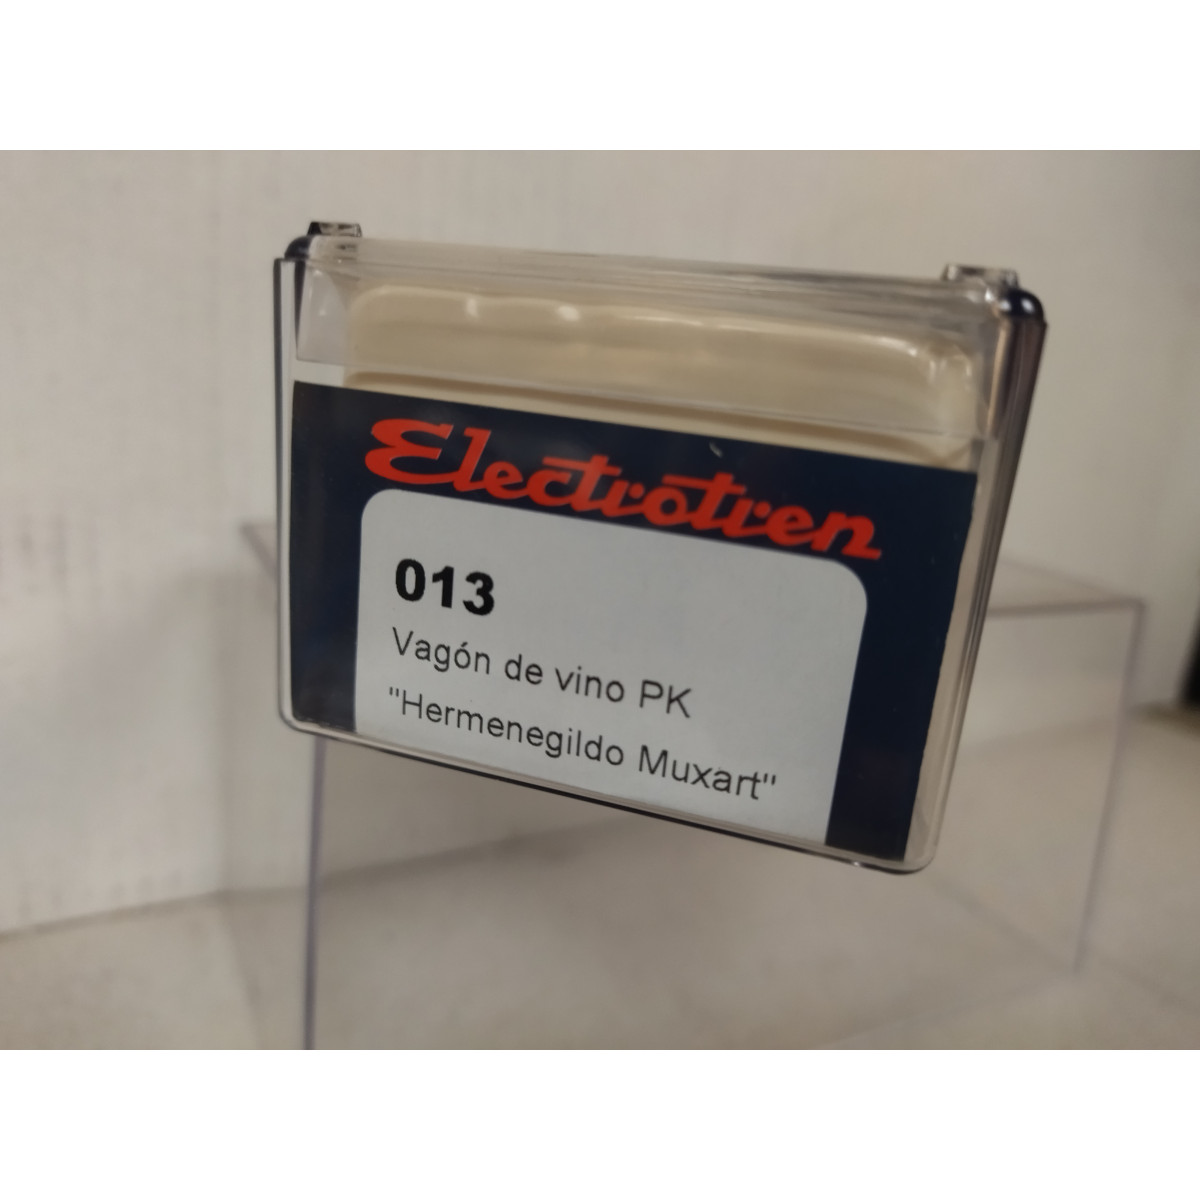 Electrotren
013
Vagón de vino PK
"Hermenegildo Muxart"